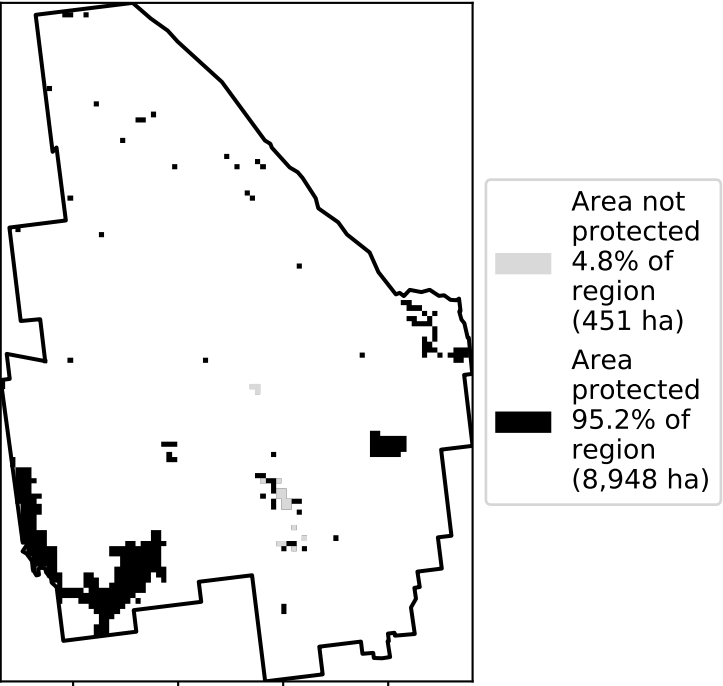 Area not
protected
4.8% of
region
(451 ha)
Area
protected
95.2% of
region
(8,948 ha)